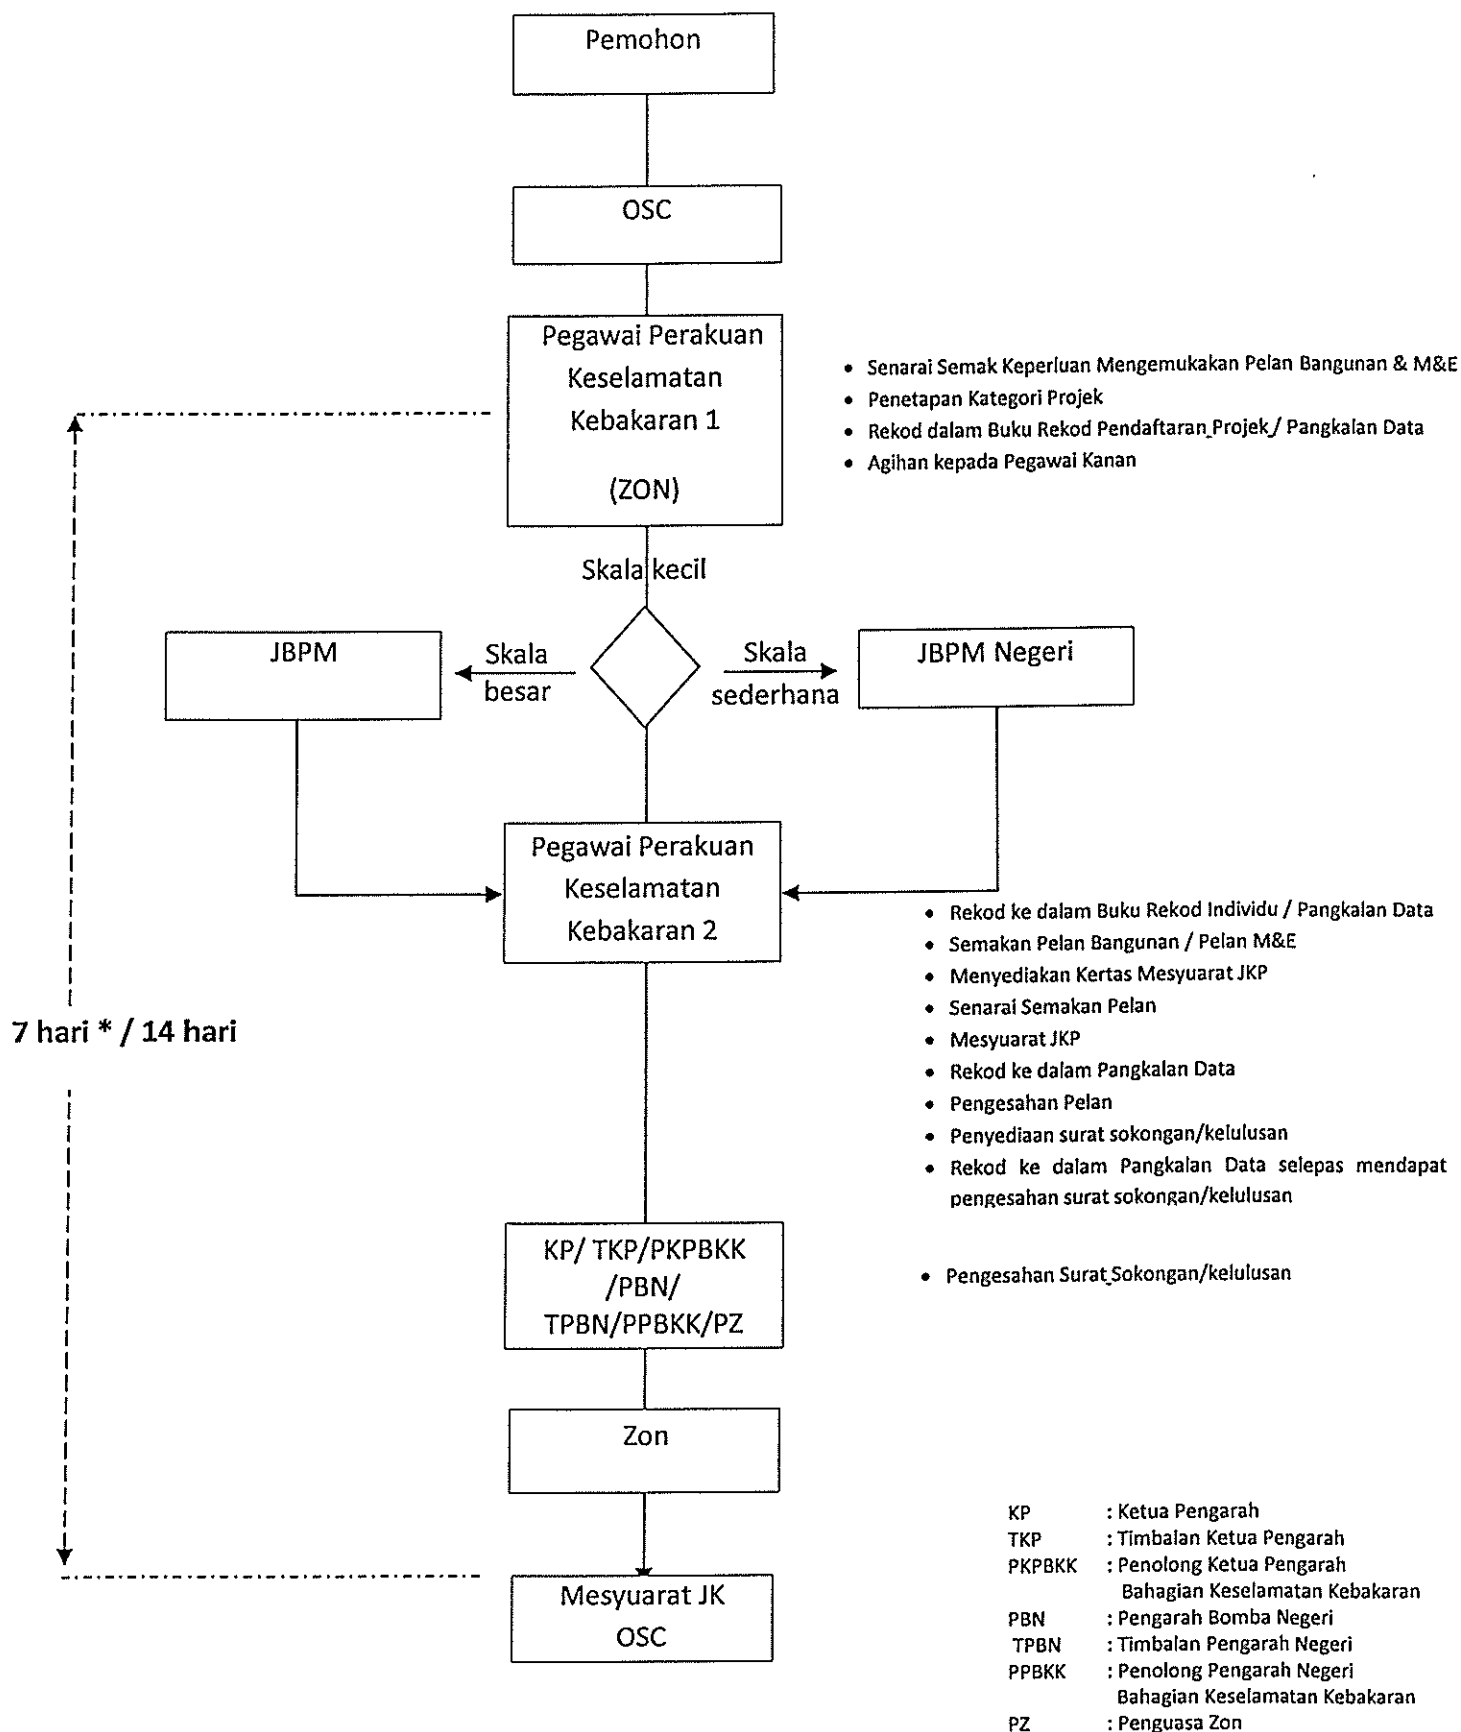 Pemohon
OSC
Pegawai Perakuan
Keselamatan
Kebakaran 1
(ZON)
• Senarai Semak Keperluan Mengemukakan Pelan Bangunan & M&E
• Penetapan Kategori Projek
• Rekod dalam Buku Rekod Pendaftaran Projek / Pangkalan Data
• Agihan kepada Pegawai Kanan
Skala kecil
JBPM
Skala
besar
Skala
sederhana
JBPM Negeri
Pegawai Perakuan
Keselamatan
Kebakaran 2
• Rekod ke dalam Buku Rekod Individu / Pangkalan Data
• Semakan Pelan Bangunan / Pelan M&E
• Menyediakan Kertas Mesyuarat JKP
• Senarai Semakan Pelan
• Mesyuarat JKP
• Rekod ke dalam Pangkalan Data
• Pengesahan Pelan
• Penyediaan surat sokongan/kelulusan
• Rekod ke dalam Pangkalan Data selepas mendapat
pengesahan surat sokongan/kelulusan
7 hari * / 14 hari
KP/ TKP/PKPBKK
/PBN/
TPBN/PPBKK/PZ
• Pengesahan Surat Sokongan/kelulusan
Zon
Mesyuarat JK
OSC
KP : Ketua Pengarah
TKP : Timbalan Ketua Pengarah
PKPBKK : Penolong Ketua Pengarah
Bahagian Keselamatan Kebakaran
PBN : Pengarah Bomba Negeri
TPBN : Timbalan Pengarah Negeri
PPBKK : Penolong Pengarah Negeri
Bahagian Keselamatan Kebakaran
PZ : Penguasa Zon